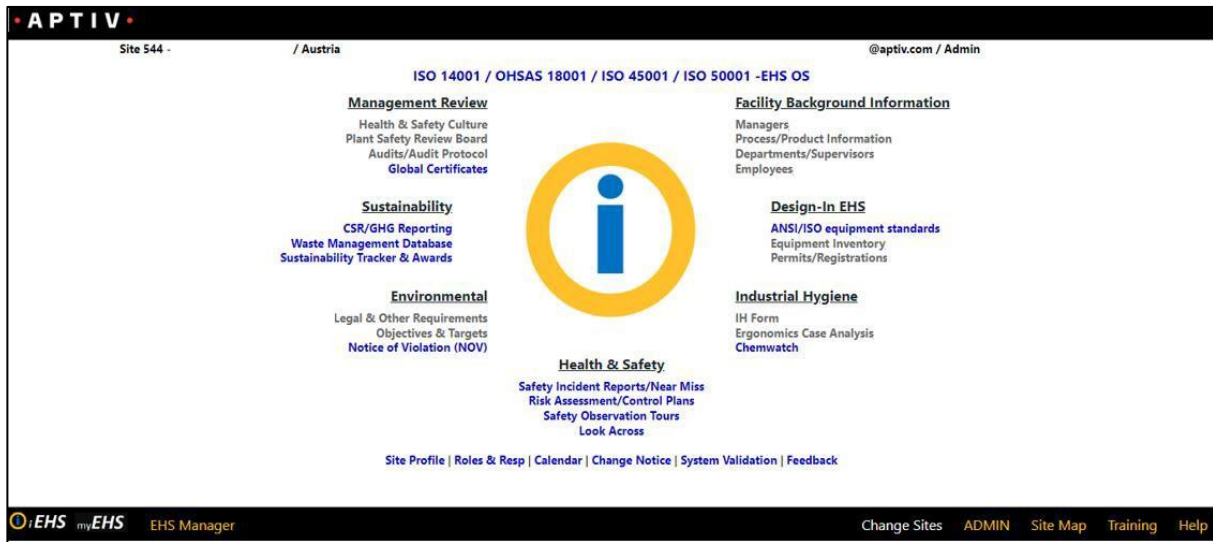 • A P T I V •
Site 544 - / Austria @aptiv.com / Admin
ISO 14001 / OHSAS 18001 / ISO 45001 / ISO 50001 -EHS OS
Management Review
Health & Safety Culture
Plant Safety Review Board
Audits/Audit Protocol
Global Certificates
Facility Background Information
Managers
Process/Product Information
Departments/Supervisors
Employees
Sustainability
CSR/GHG Reporting
Waste Management Database
Sustainability Tracker & Awards
Design-In EHS
ANSI/ISO equipment standards
Equipment Inventory
Permits/Registrations
Environmental
Legal & Other Requirements
Objectives & Targets
Notice of Violation (NOV)
Industrial Hygiene
IH Form
Ergonomics Case Analysis
Chemwatch
i
Health & Safety
Safety Incident Reports/Near Miss
Risk Assessment/Control Plans
Safety Observation Tours
Look Across
Site Profile | Roles & Resp | Calendar | Change Notice | System Validation | Feedback
i iEHS myEHS EHS Manager Change Sites ADMIN Site Map Training Help